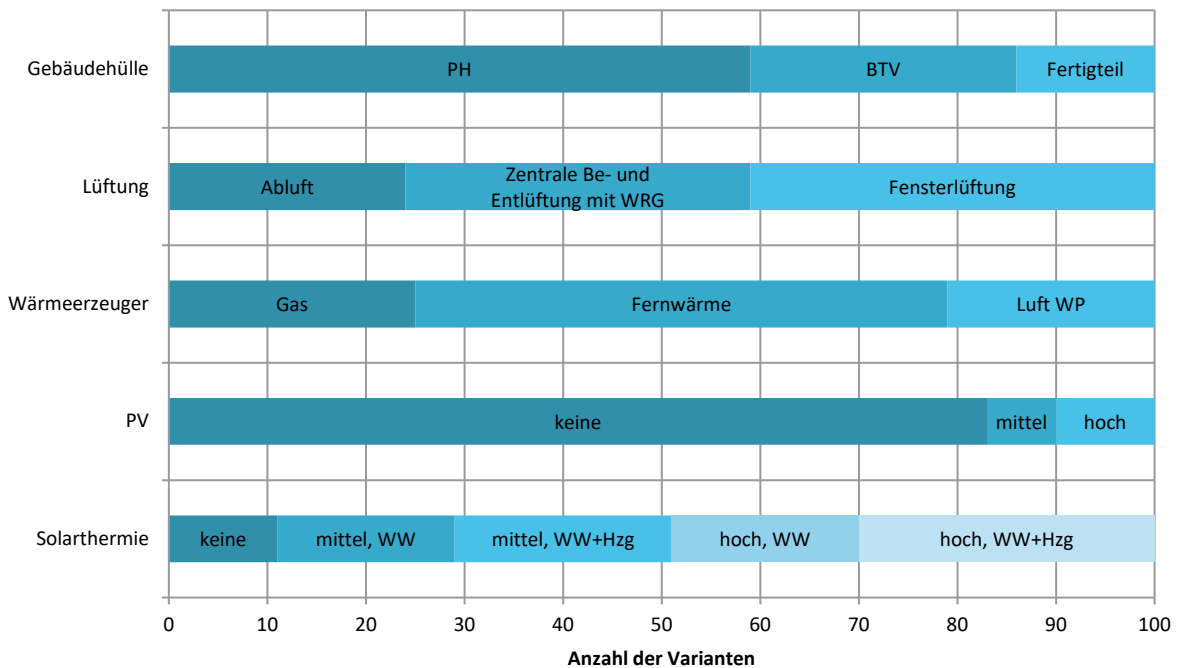 Gebäudehülle
PH
BTV
Fertigteil
Lüftung
Abluft
Zentrale Be- und
Entlüftung mit WRG
Fensterlüftung
Wärmeerzeuger
Gas
Fernwärme
Luft WP
PV
keine
mittel
hoch
Solarthermie
keine
mittel, WW
mittel, WW+Hzg
hoch, WW
hoch, WW+Hzg
0 10 20 30 40 50 60 70 80 90 100
Anzahl der Varianten